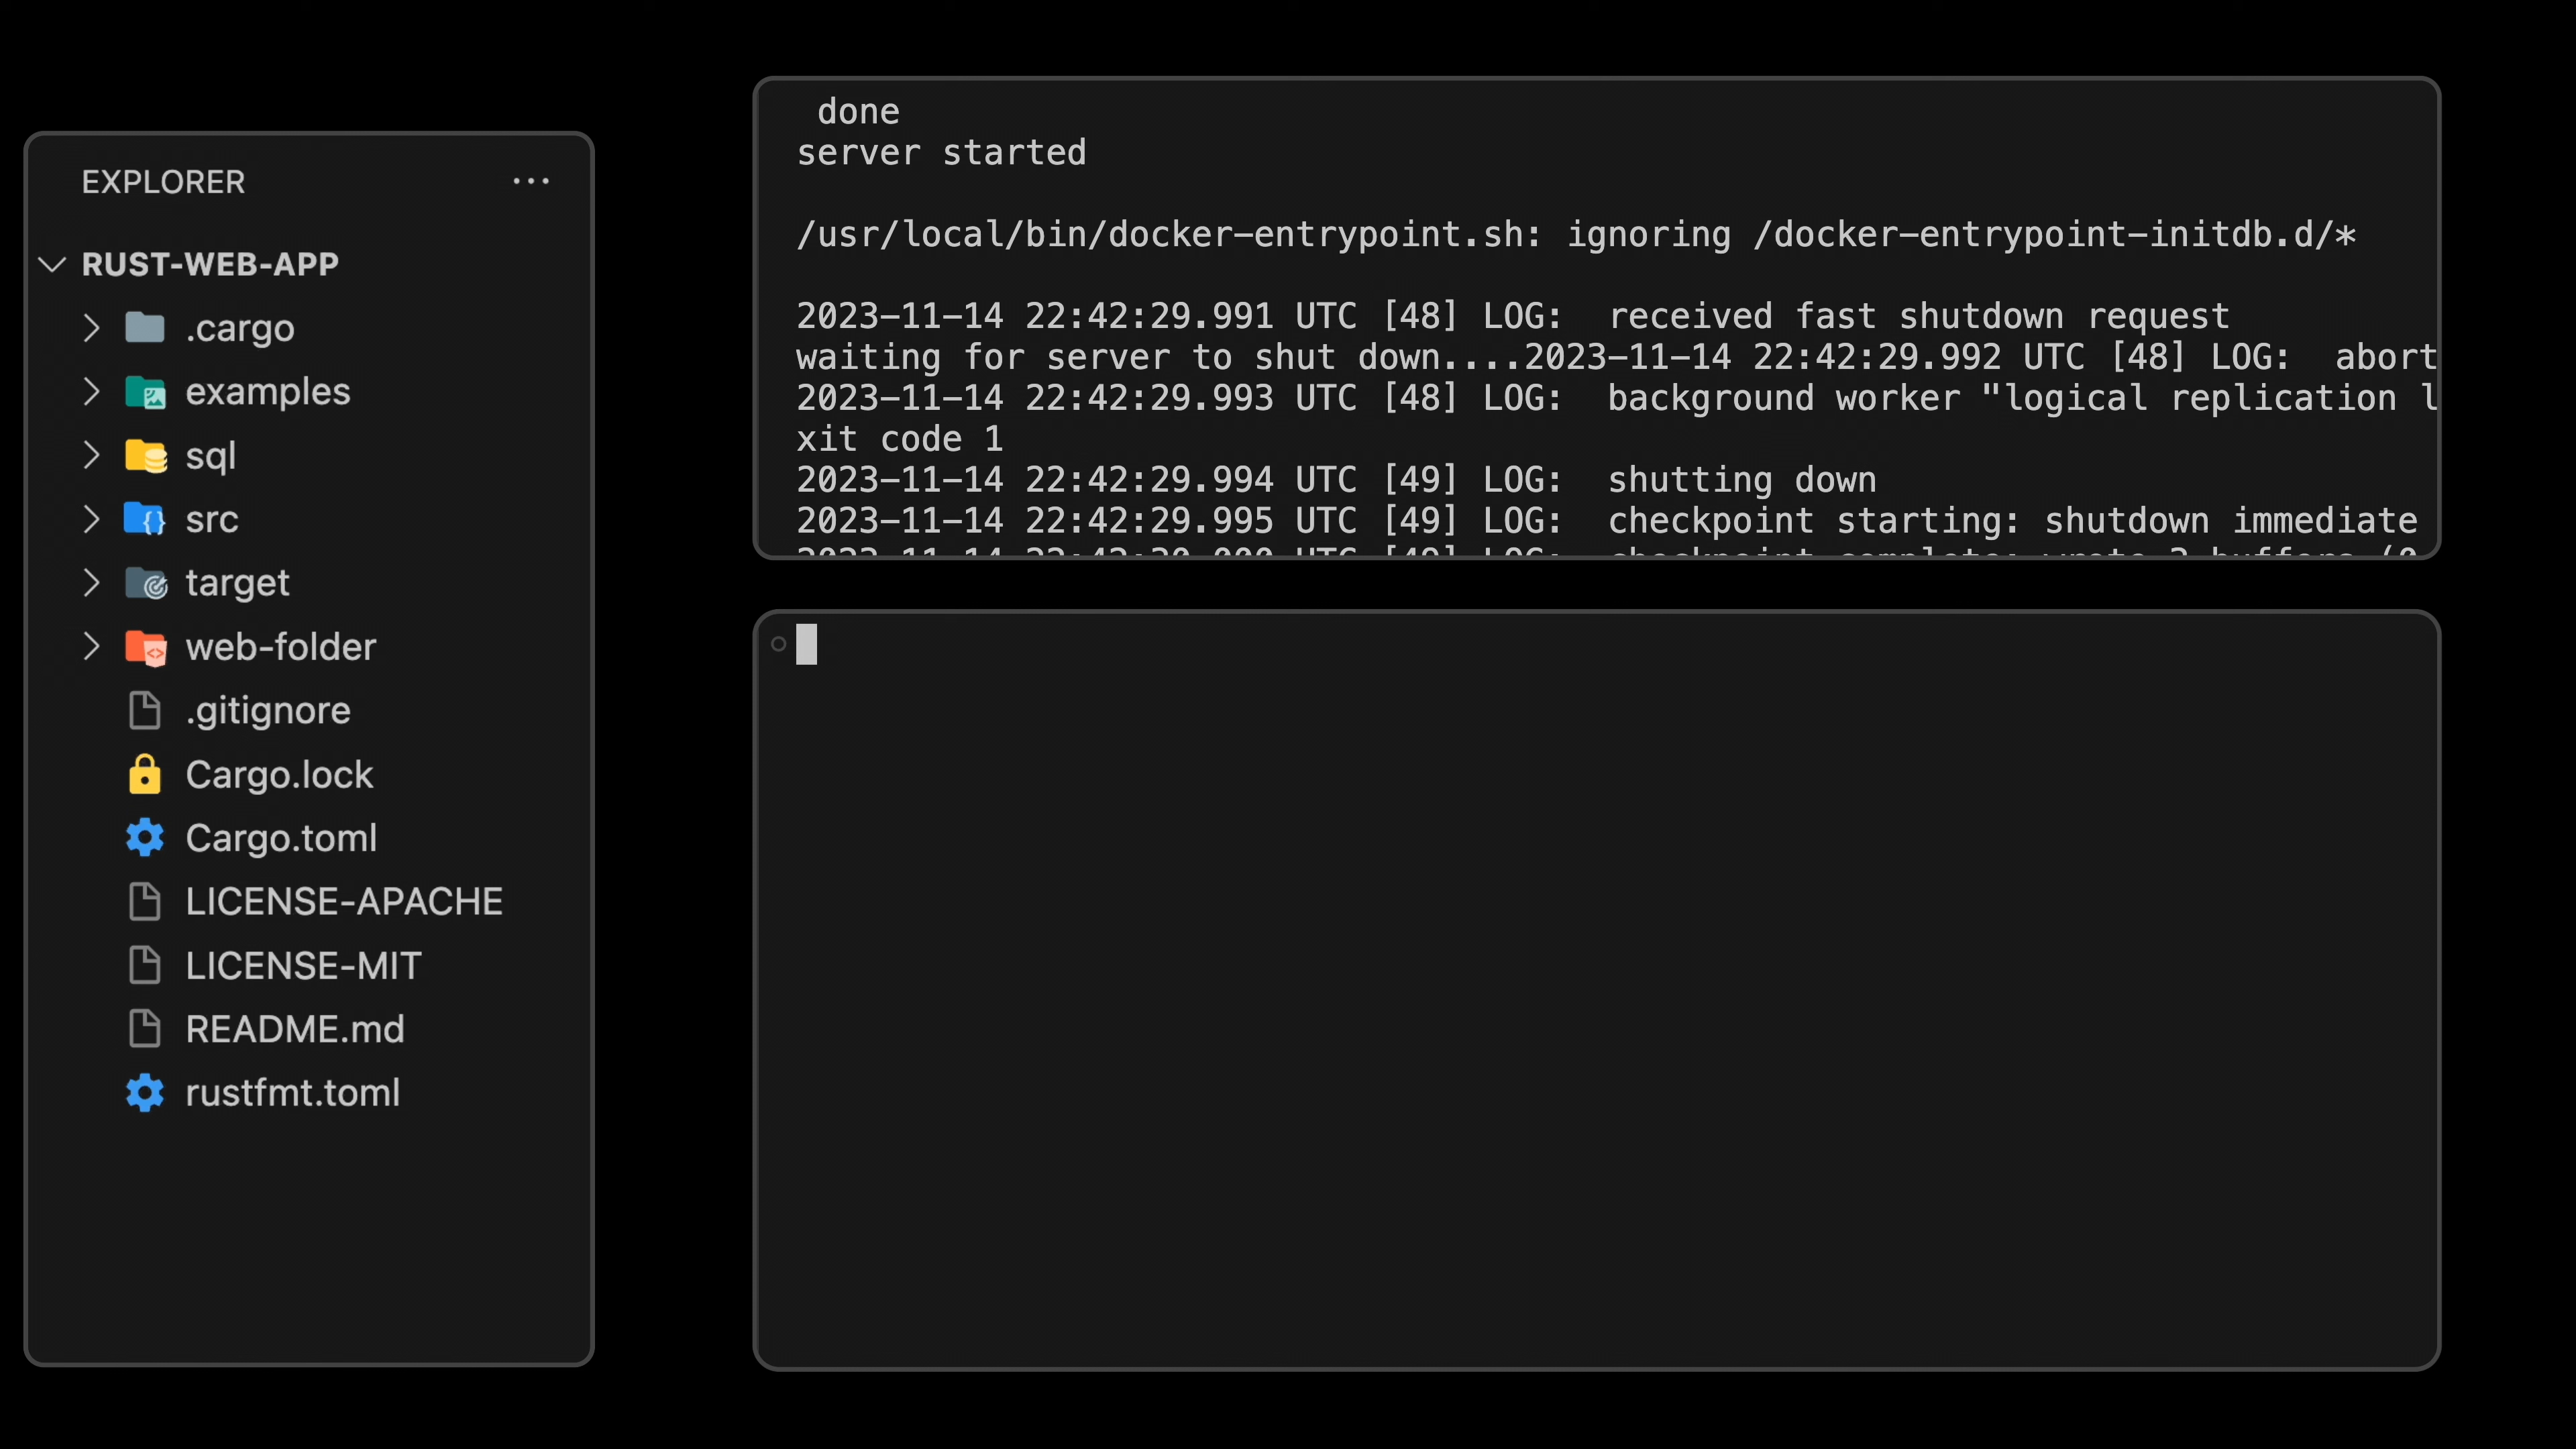 EXPLORER
RUST-WEB-APP
.cargo
examples
sql
src
target
web-folder
.gitignore
Cargo.lock
Cargo.toml
LICENSE-APACHE
LICENSE-MIT
README.md
rustfmt.toml
done
server started
/usr/local/bin/docker-entrypoint.sh: ignoring /docker-entrypoint-initdb.d/*
2023-11-14 22:42:29.991 UTC [48] LOG:  received fast shutdown request
waiting for server to shut down....2023-11-14 22:42:29.992 UTC [48] LOG:  abort
2023-11-14 22:42:29.993 UTC [48] LOG:  background worker "logical replication l
xit code 1
2023-11-14 22:42:29.994 UTC [49] LOG:  shutting down
2023-11-14 22:42:29.995 UTC [49] LOG:  checkpoint starting: shutdown immediate